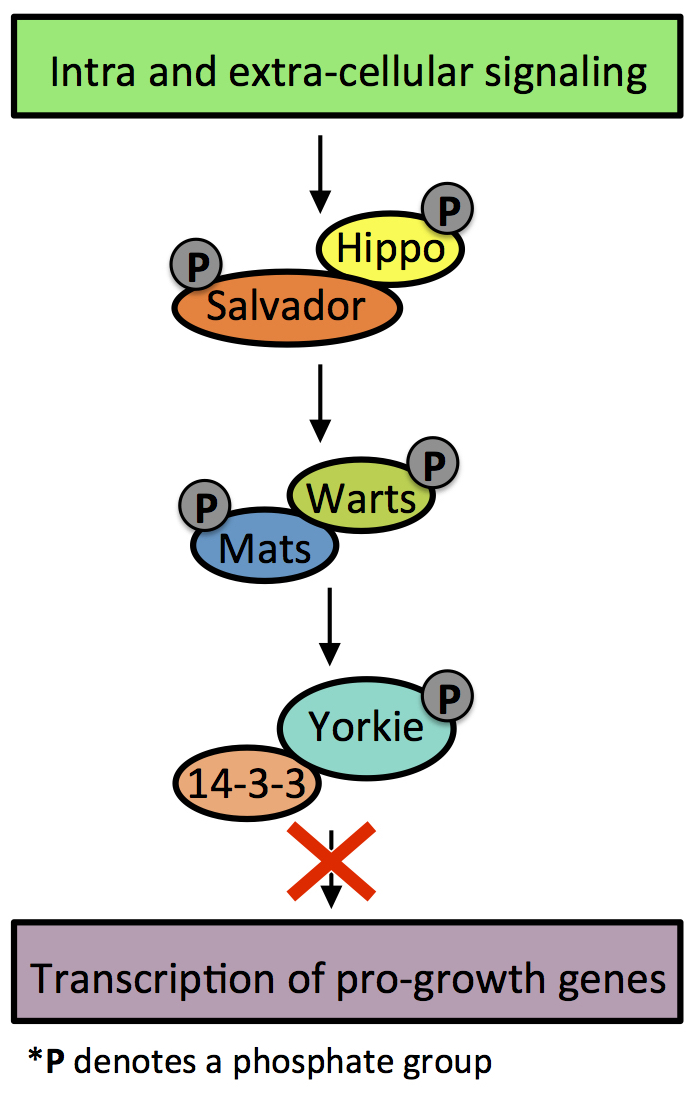 Intra and extra-cellular signaling
P
Hippo
P
Salvador
P
Warts
P
Mats
P
Yorkie
14-3-3
Transcription of pro-growth genes
*P denotes a phosphate group